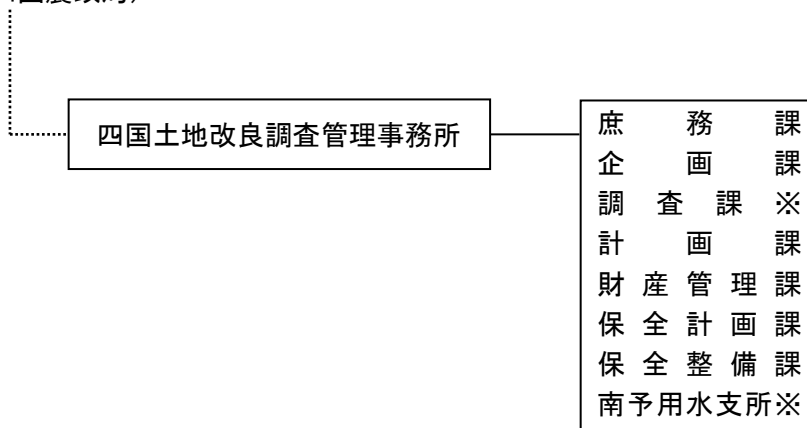 四国土地改良調査管理事務所
庶務課
企画課
調査課※
計画課
財産管理課
保全計画課
保全整備課
南予用水支所※